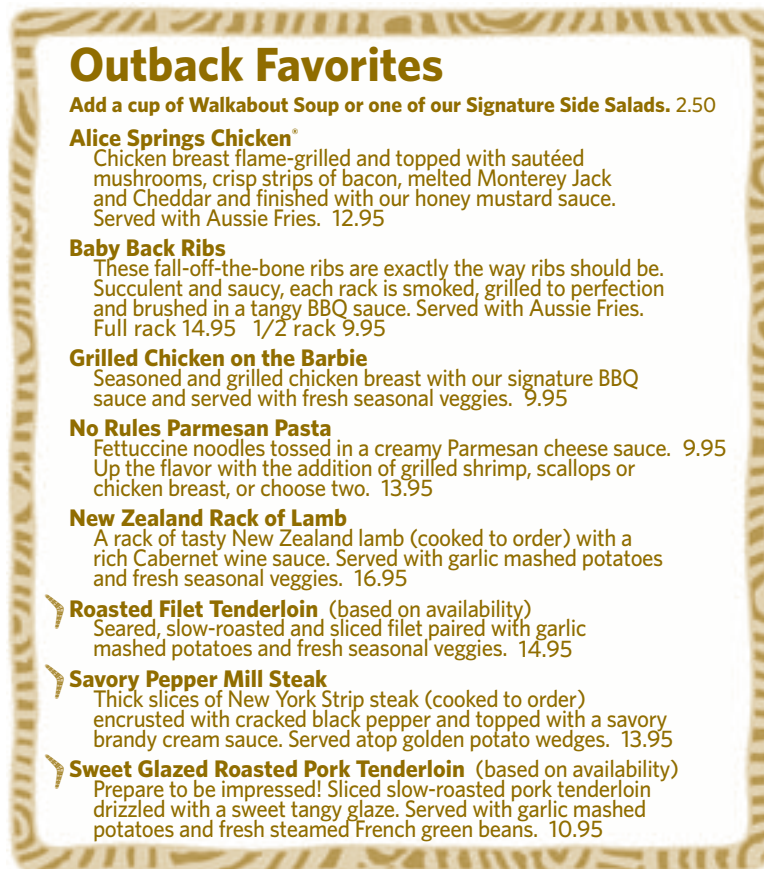 Outback Favorites
Add a cup of Walkabout Soup or one of our Signature Side Salads. 2.50
Alice Springs Chicken®
Chicken breast flame-grilled and topped with sautéed
mushrooms, crisp strips of bacon, melted Monterey Jack
and Cheddar and finished with our honey mustard sauce.
Served with Aussie Fries. 12.95
Baby Back Ribs
These fall-off-the-bone ribs are exactly the way ribs should be.
Succulent and saucy, each rack is smoked, grilled to perfection
and brushed in a tangy BBQ sauce. Served with Aussie Fries.
Full rack 14.95 1/2 rack 9.95
Grilled Chicken on the Barbie
Seasoned and grilled chicken breast with our signature BBQ
sauce and served with fresh seasonal veggies. 9.95
No Rules Parmesan Pasta
Fettuccine noodles tossed in a creamy Parmesan cheese sauce. 9.95
Up the flavor with the addition of grilled shrimp, scallops or
chicken breast, or choose two. 13.95
New Zealand Rack of Lamb
A rack of tasty New Zealand lamb (cooked to order) with a
rich Cabernet wine sauce. Served with garlic mashed potatoes
and fresh seasonal veggies. 16.95
Roasted Filet Tenderloin (based on availability)
Seared, slow-roasted and sliced filet paired with garlic
mashed potatoes and fresh seasonal veggies. 14.95
Savory Pepper Mill Steak
Thick slices of New York Strip steak (cooked to order)
encrusted with cracked black pepper and topped with a savory
brandy cream sauce. Served atop golden potato wedges. 13.95
Sweet Glazed Roasted Pork Tenderloin (based on availability)
Prepare to be impressed! Sliced slow-roasted pork tenderloin
drizzled with a sweet tangy glaze. Served with garlic mashed
potatoes and fresh steamed French green beans. 10.95